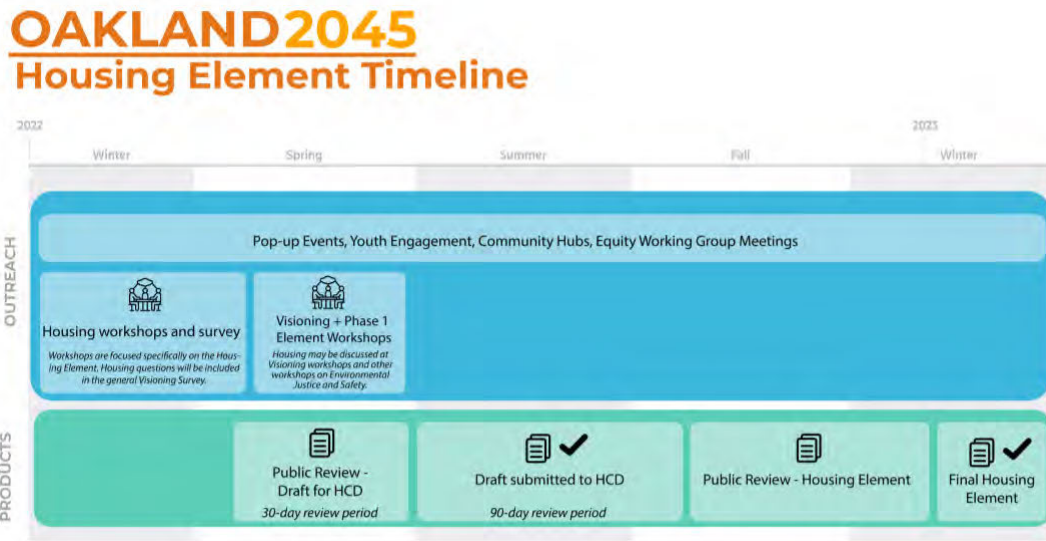 OAKLAND2045
Housing Element Timeline
2022
2023
Winter
Spring
Summer
Fall
Winter
OUTREACH
Pop-up Events, Youth Engagement, Community Hubs, Equity Working Group Meetings
Housing workshops and survey
Workshops are focused specifically on the Hous-
ing Element. Housing questions will be included
in the general Visioning Survey.
Visioning + Phase 1
Element Workshops
Housing may be discussed at
Visioning workshops and other
workshops on Environmental
Justice and Safety.
PRODUCTS
Public Review -
Draft for HCD
30-day review period
Draft submitted to HCD
90-day review period
Public Review - Housing Element
Final Housing
Element